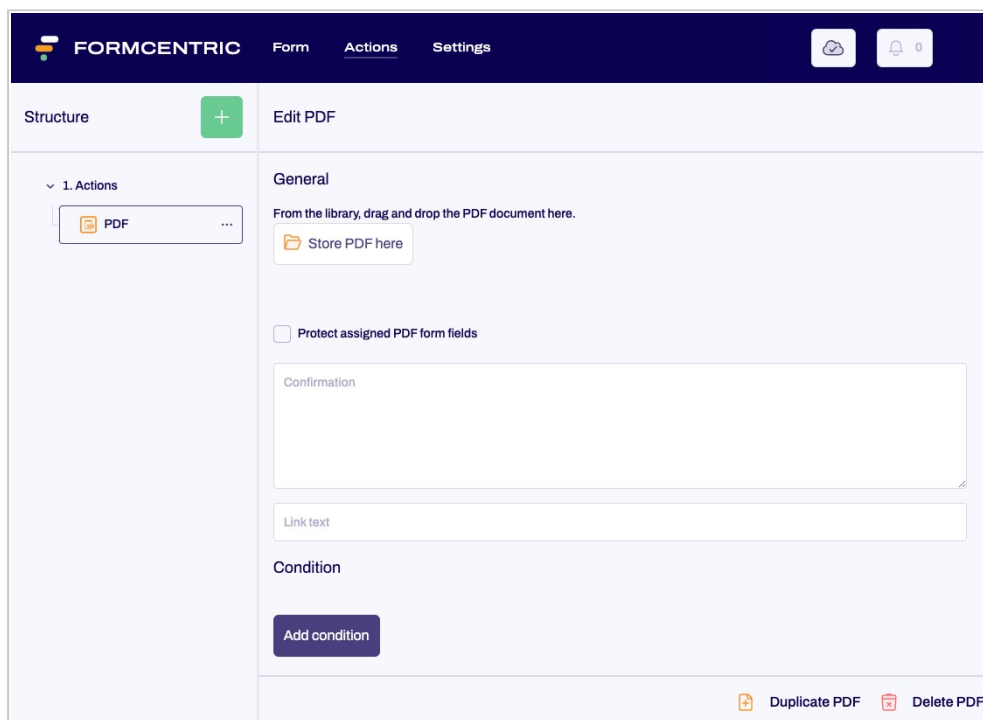 FORMCENTRIC Form Actions Settings 0
Structure
Edit PDF
1. Actions
PDF
General
From the library, drag and drop the PDF document here.
Store PDF here
Protect assigned PDF form fields
Confirmation
Link text
Condition
Add condition
Duplicate PDF Delete PDF